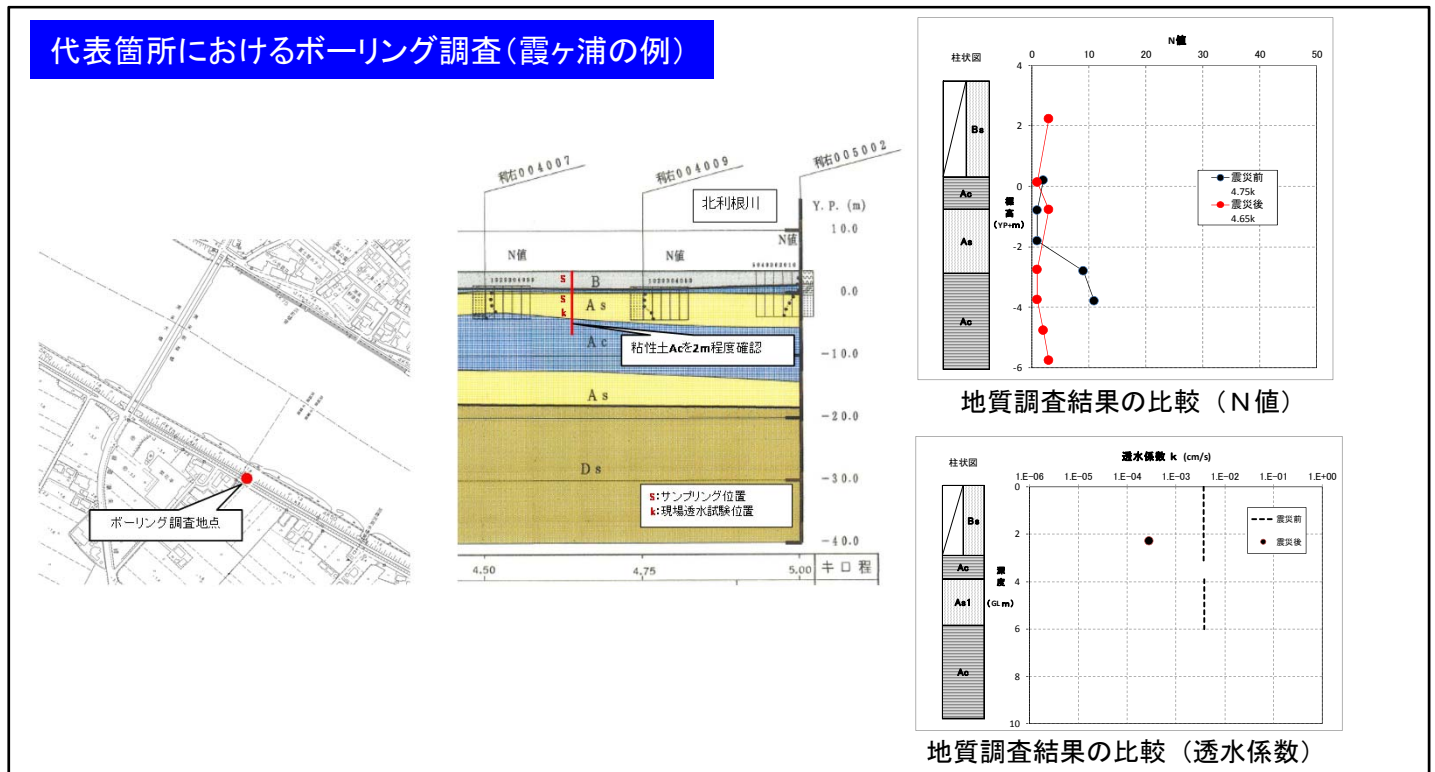 代表箇所におけるボーリング調査(霞ヶ浦の例)
ボーリング調査地点
利右004007
利右004009
利右005002
北利根川
Y.P.(m)
N値
N値
N値
10.0
0.0
-10.0
-20.0
-30.0
-40.0
B
As
Ac
As
Ds
S
S
k
粘性土Acを2m程度確認
S:サンプリング位置
k:現場透水試験位置
4.50
4.75
5.00
キロ程
N値
柱状図
0
10
20
30
40
50
4
2
0
-2
-4
-6
Bs
Ac
As
Ac
標高
(YP+m)
震災前
4.75k
震災後
4.65k
地質調査結果の比較(N値)
透水係数 k (cm/s)
柱状図
1.E-06
1.E-05
1.E-04
1.E-03
1.E-02
1.E-01
1.E+00
0
2
4
6
8
10
Bs
Ac
As1
Ac
深度
(GLm)
震災前
震災後
地質調査結果の比較(透水係数)